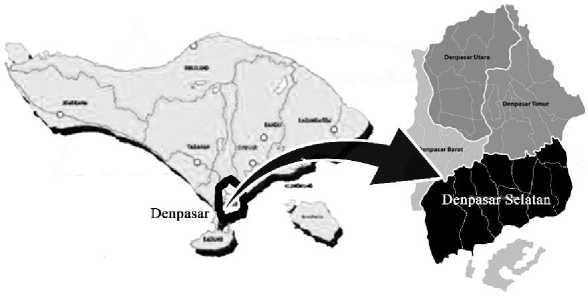 BULELENG
JEMBRANA
TABANAN
BANGLI
KARANGASEM
GIANYAR
KLUNGKUNG
Denpasar
BADUNG
Denpasar Utara
Denpasar Timur
Denpasar Barat
Denpasar Selatan